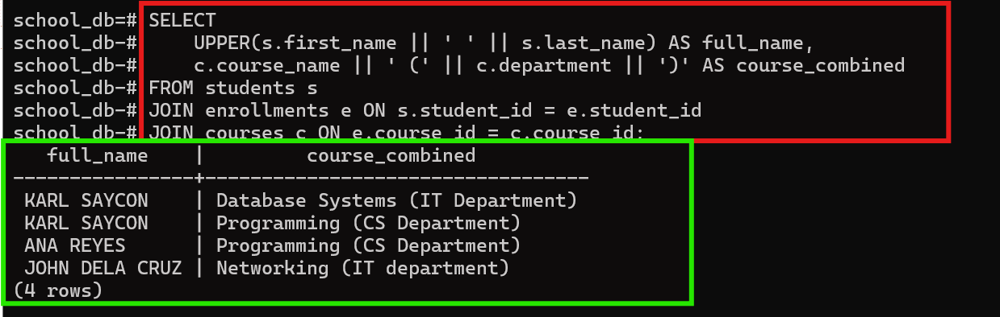 school_db=# SELECT
school_db-#     UPPER(s.first_name || ' ' || s.last_name) AS full_name,
school_db-#     c.course_name || ' (' || c.department || ')' AS course_combined
school_db-# FROM students s
school_db-# JOIN enrollments e ON s.student_id = e.student_id
school_db-# JOIN courses c ON e.course_id = c.course_id;
   full_name    |         course_combined
----------------+----------------------------------
 KARL SAYCON    | Database Systems (IT Department)
 KARL SAYCON    | Programming (CS Department)
 ANA REYES      | Programming (CS Department)
 JOHN DELA CRUZ | Networking (IT department)
(4 rows)